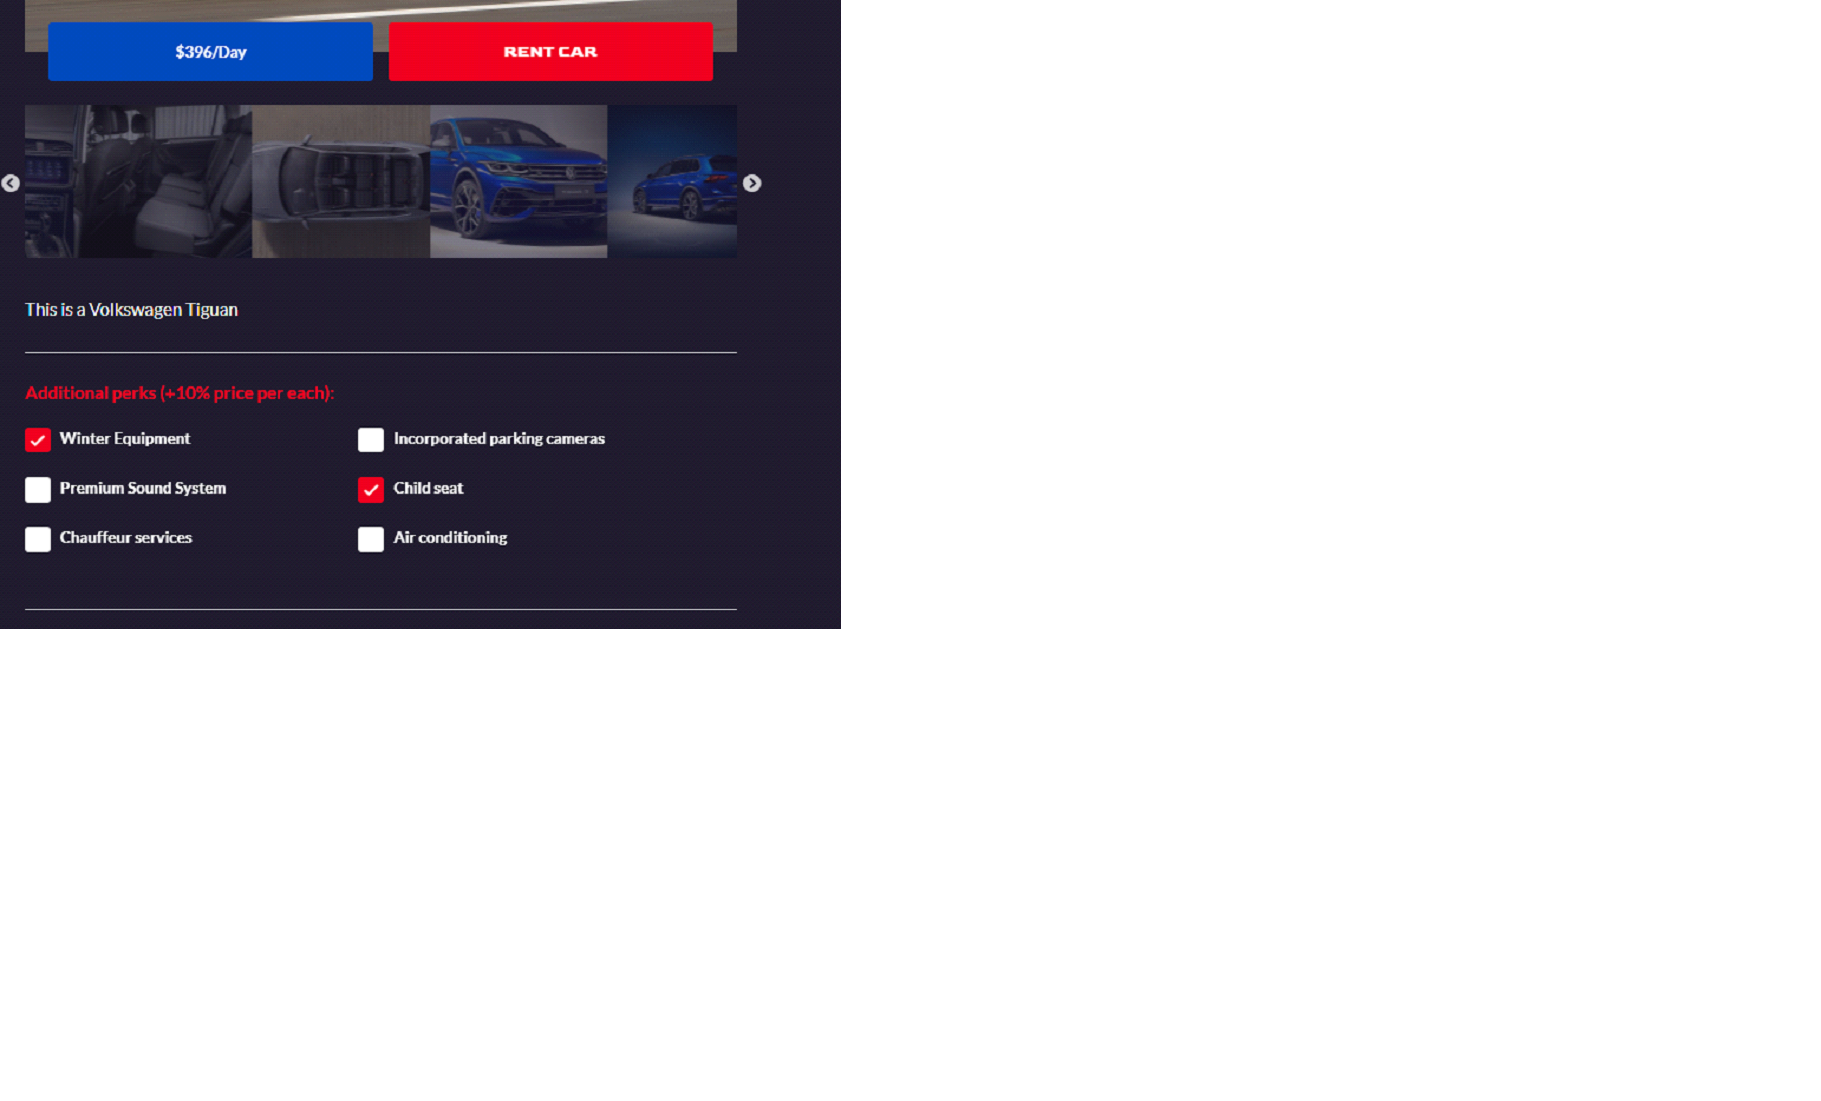 $396/Day
RENT CAR
This is a Volkswagen Tiguan
Additional perks (+10% price per each):
Winter Equipment
Incorporated parking cameras
Premium Sound System
Child seat
Chauffeur services
Air conditioning